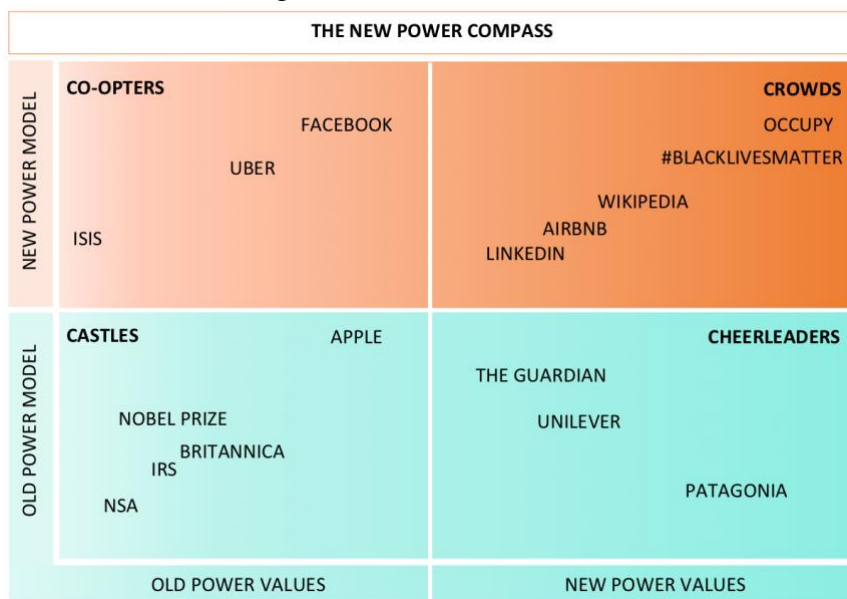 THE NEW POWER COMPASS
NEW POWER MODEL
CO-OPTERS
FACEBOOK
UBER
ISIS
CROWDS
OCCUPY
#BLACKLIVESMATTER
WIKIPEDIA
AIRBNB
LINKEDIN
OLD POWER MODEL
CASTLES
APPLE
NOBEL PRIZE
BRITANNICA
IRS
NSA
CHEERLEADERS
THE GUARDIAN
UNILEVER
PATAGONIA
OLD POWER VALUES
NEW POWER VALUES